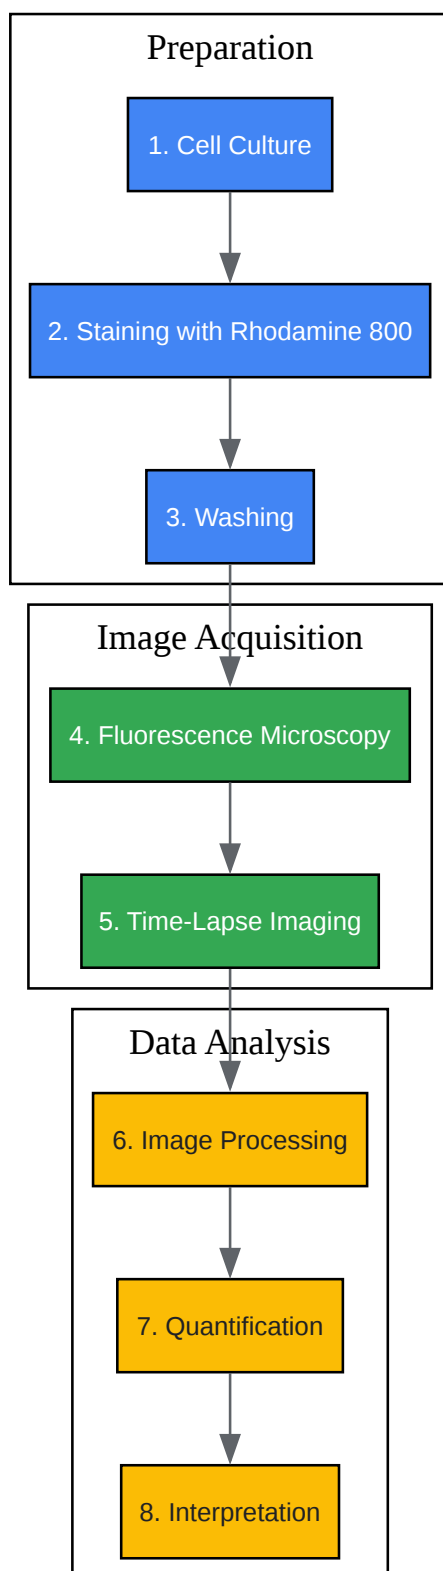 Preparation
1. Cell Culture
2. Staining with Rhodamine 800
3. Washing
Image Acquisition
4. Fluorescence Microscopy
5. Time-Lapse Imaging
Data Analysis
6. Image Processing
7. Quantification
8. Interpretation